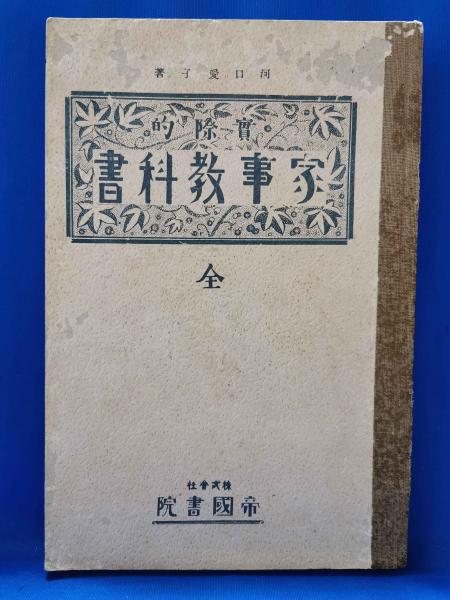 河口愛子著
實際的
家事教科書
全
株式會社
帝國書院